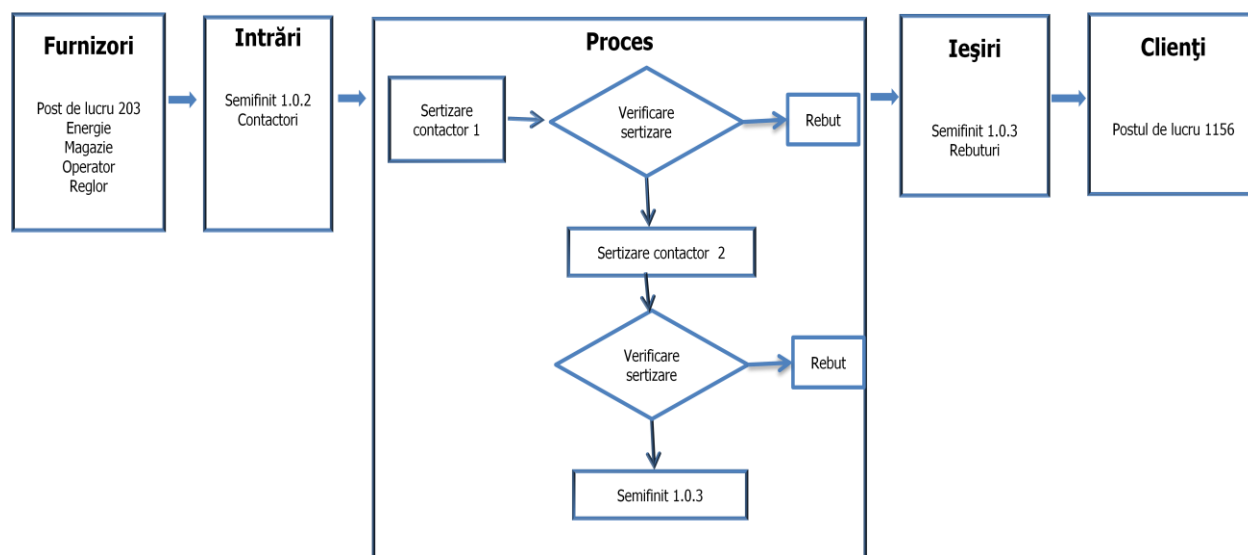 Furnizori
Post de lucru 203
Energie
Magazie
Operator
Reglor
Intrări
Semifinit 1.0.2
Contactori
Proces
Sertizare
contactor 1
Verificare
sertizare
Rebut
Sertizare contactor 2
Verificare
sertizare
Rebut
Semifinit 1.0.3
Ieşiri
Semifinit 1.0.3
Rebuturi
Clienţi
Postul de lucru 1156